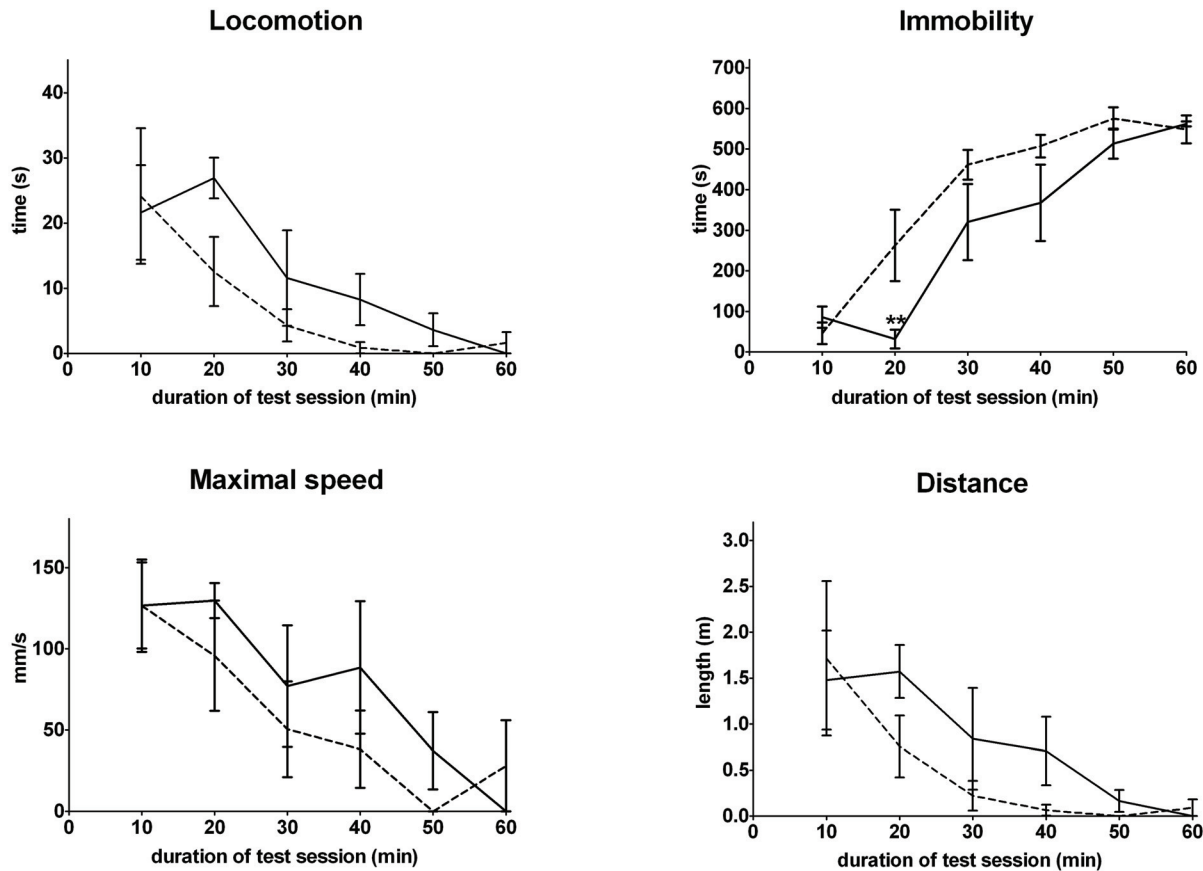 Locomotion
40
30
20
10
0
time (s)
0 10 20 30 40 50 60
duration of test session (min)
Immobility
700
600
500
400
300
200
100
0
time (s)
**
0 10 20 30 40 50 60
duration of test session (min)
Maximal speed
150
100
50
0
mm/s
0 10 20 30 40 50 60
duration of test session (min)
Distance
3.0
2.5
2.0
1.5
1.0
0.5
0.0
length (m)
0 10 20 30 40 50 60
duration of test session (min)